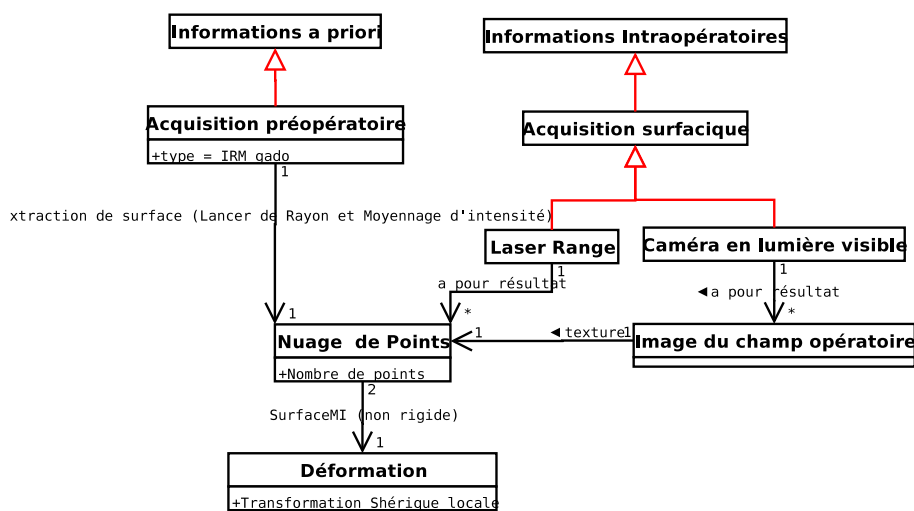 Informations a priori
Informations Intraopératoires
Acquisition préopératoire
+type = IRM gado
Acquisition surfacique
1
xtraction de surface (Lancer de Rayon et Moyennage d'intensité)
Laser Range
Caméra en lumière visible
1
1
a pour résultat
◄a pour résultat
1
*
*
Nuage de Points
+Nombre de points
1
◄texture
1
Image du champ opératoire
2
SurfaceMI (non rigide)
1
Déformation
+Transformation Shérique locale